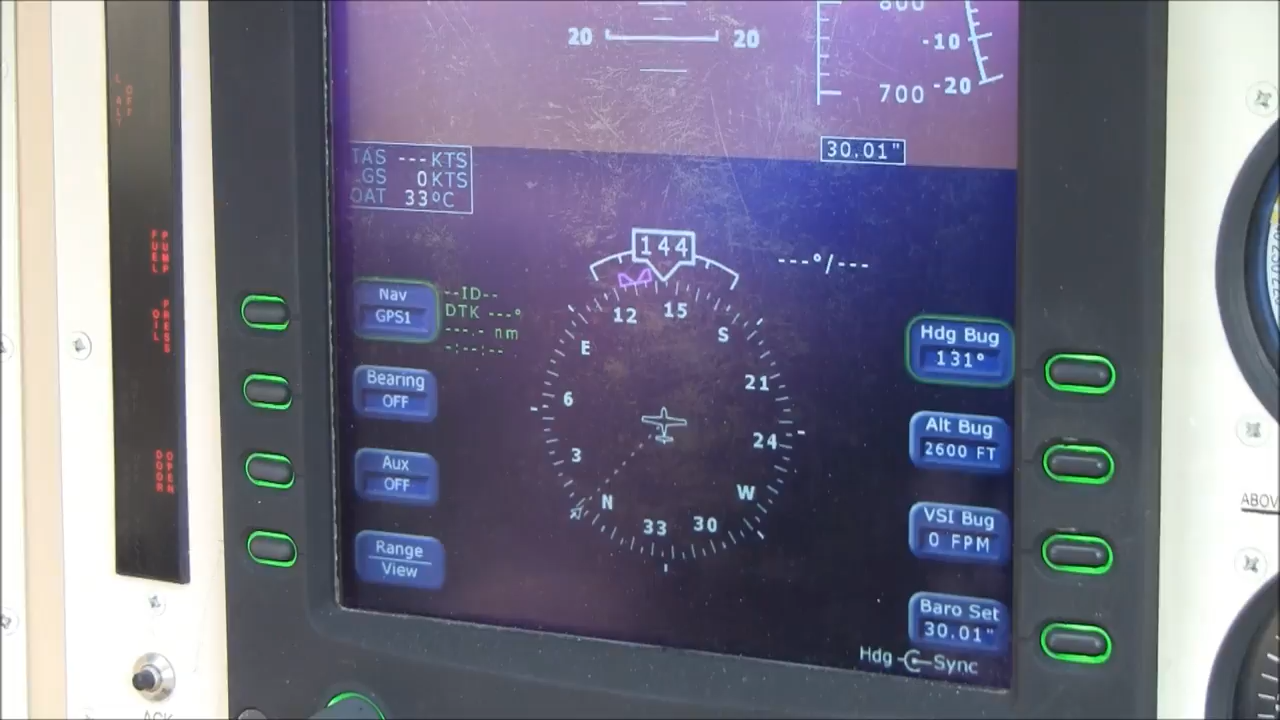 800
20 20
-10
700 -20
30.01"
TAS ---KTS
GS 0KTS
OAT 33ºC
144
---°/---
Nav
GPS1
--ID--
DTK ---°
---.- nm
--:--:--
12 15 S 21 24 W 30 33 N 3 6 E
Bearing
OFF
Aux
OFF
Range
View
Hdg Bug
131°
Alt Bug
2600 FT
VSI Bug
0 FPM
Baro Set
30.01"
Hdg Sync
FUEL
PUMP
OIL
PRESS
DOOR
OPEN
OFF
ACK
ABOV